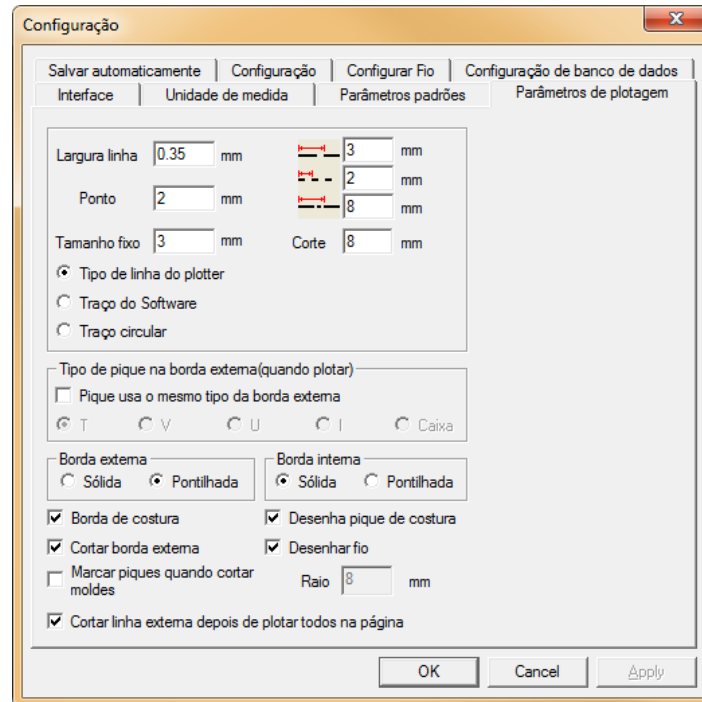 Configuração
Salvar automaticamente Configuração Configurar Fio Configuração de banco de dados
Interface Unidade de medida Parâmetros padrões Parâmetros de plotagem
Largura linha 0.35 mm 3 mm
2 mm
Ponto 2 mm 8 mm
Tamanho fixo 3 mm Corte 8 mm
Tipo de linha do plotter
Traço do Software
Traço circular
Tipo de pique na borda externa(quando plotar)
Pique usa o mesmo tipo da borda externa
T V U I Caixa
Borda externa Borda interna
Sólida Pontilhada Sólida Pontilhada
Borda de costura Desenha pique de costura
Cortar borda externa Desenhar fio
Marcar piques quando cortar
moldes Raio 8 mm
Cortar linha externa depois de plotar todos na página
OK Cancel Apply